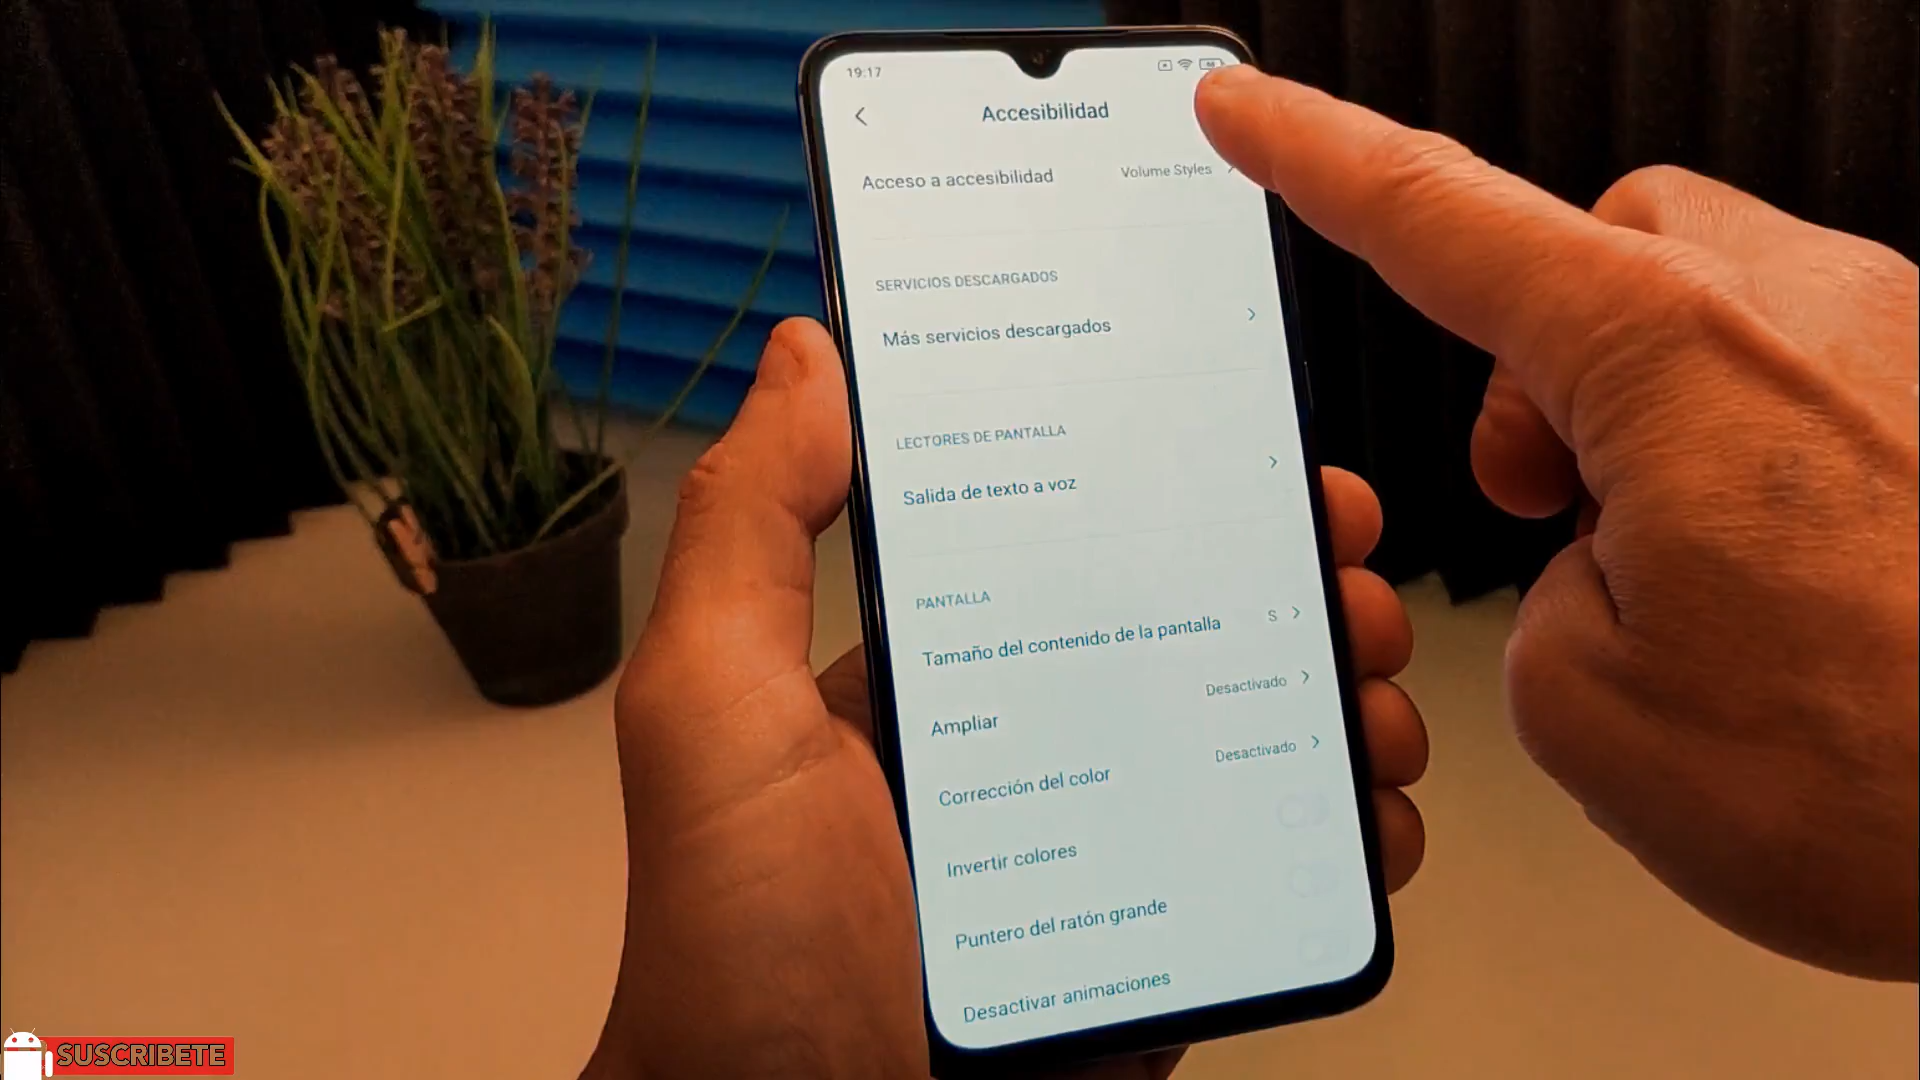 19:17
Accesibilidad
Acceso a accesibilidad
Volume Styles
SERVICIOS DESCARGADOS
Más servicios descargados
LECTORES DE PANTALLA
Salida de texto a voz
PANTALLA
Tamaño del contenido de la pantalla
S
Ampliar
Desactivado
Corrección del color
Desactivado
Invertir colores
Puntero del ratón grande
Desactivar animaciones
SUSCRIBETE